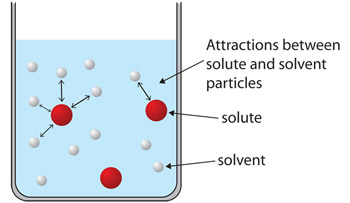 Attractions between
solute and solvent
particles
solute
solvent